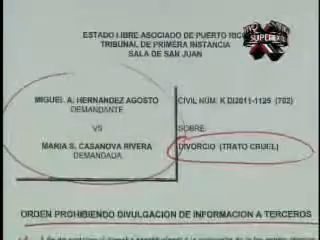 ESTADO LIBRE ASOCIADO DE PUERTO RICO
TRIBUNAL DE PRIMERA INSTANCIA
SALA DE SAN JUAN
MIGUEL A. HERNANDEZ AGOSTO
DEMANDANTE
VS
MARIA S. CASANOVA RIVERA
DEMANDADA
CIVIL NÚM: K DI2011-1125 (702)
SOBRE:
DIVORCIO (TRATO CRUEL)
ORDEN PROHIBIENDO DIVULGACION DE INFORMACION A TERCEROS